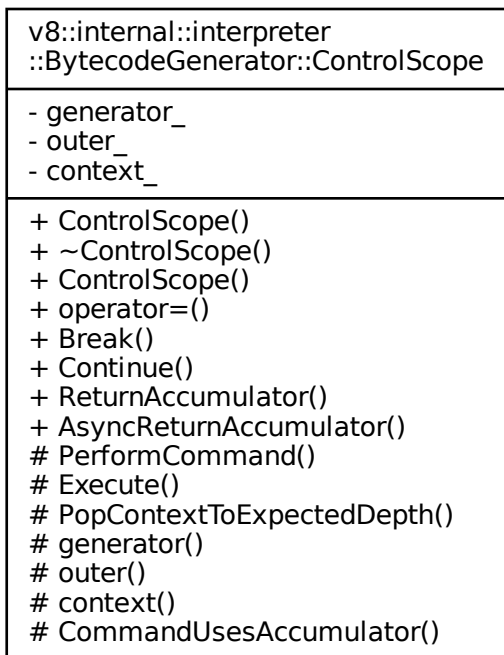 v8::internal::interpreter
::BytecodeGenerator::ControlScope
- generator_
- outer_
- context_
+ ControlScope()
+ ~ControlScope()
+ ControlScope()
+ operator=()
+ Break()
+ Continue()
+ ReturnAccumulator()
+ AsyncReturnAccumulator()
# PerformCommand()
# Execute()
# PopContextToExpectedDepth()
# generator()
# outer()
# context()
# CommandUsesAccumulator()